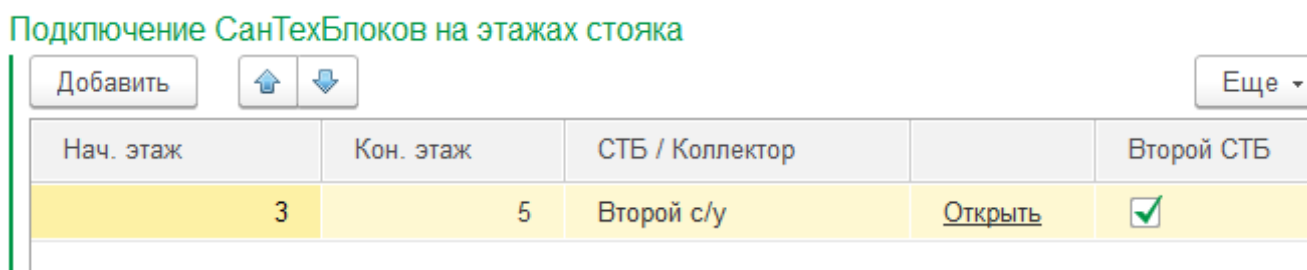 Подключение СанТехБлоков на этажах стояка
Добавить Еще
Нач. этаж Кон. этаж СТБ / Коллектор Второй СТБ
3 5 Второй с/у Открыть